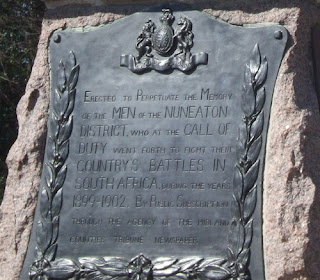 ERECTED TO PERPETUATE THE MEMORY
OF THE MEN OF THE NUNEATON
DISTRICT, WHO AT THE CALL OF
DUTY WENT FORTH TO FIGHT THEIR
COUNTRY'S BATTLES IN
SOUTH AFRICA DURING THE YEARS
1899-1902. BY PUBLIC SUBSCRIPTION
THROUGH THE AGENCY OF THE MIDLAND
COUNTIES TRIBUNE NEWSPAPER.